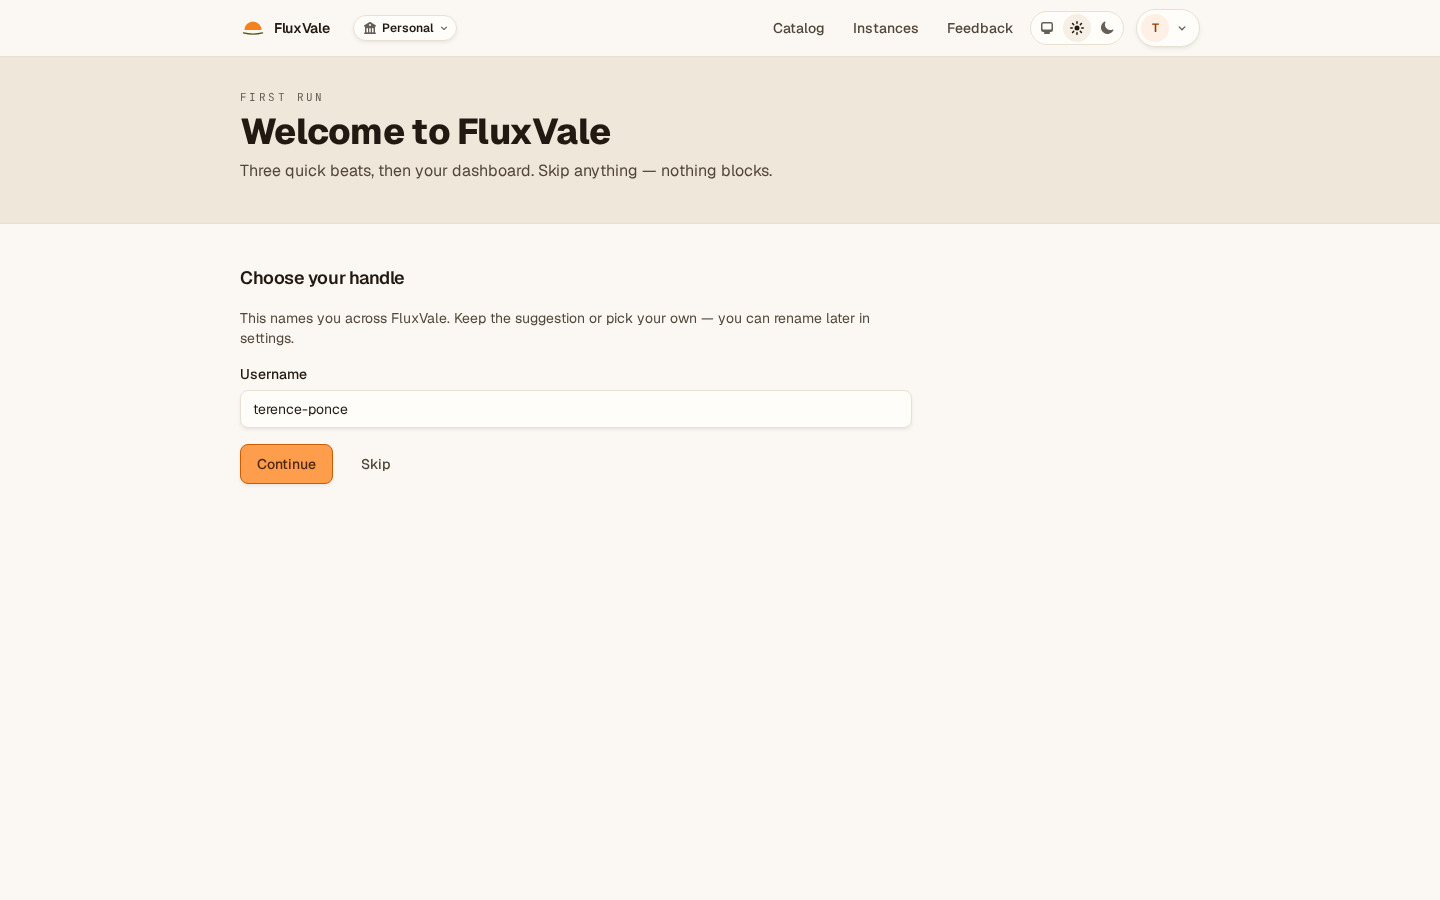 FluxVale
Personal
Catalog
Instances
Feedback
T
FIRST RUN
Welcome to FluxVale
Three quick beats, then your dashboard. Skip anything — nothing blocks.
Choose your handle
This names you across FluxVale. Keep the suggestion or pick your own — you can rename later in
settings.
Username
terence-ponce
Continue
Skip